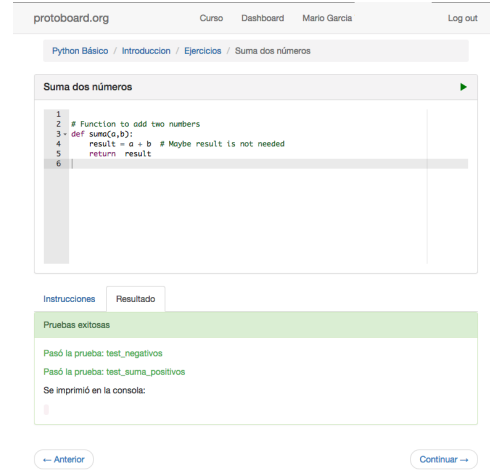 protoboard.org Curso Dashboard Mario Garcia Log out
Python Básico / Introduccion / Ejercicios / Suma dos números
Suma dos números
1
2 # Function to add two numbers
3 def suma(a,b):
4 result = a + b # Maybe result is not needed
5 return result
6
Instrucciones Resultado
Pruebas exitosas
Pasó la prueba: test_negativos
Pasó la prueba: test_suma_positivos
Se imprimió en la consola:
← Anterior Continuar →